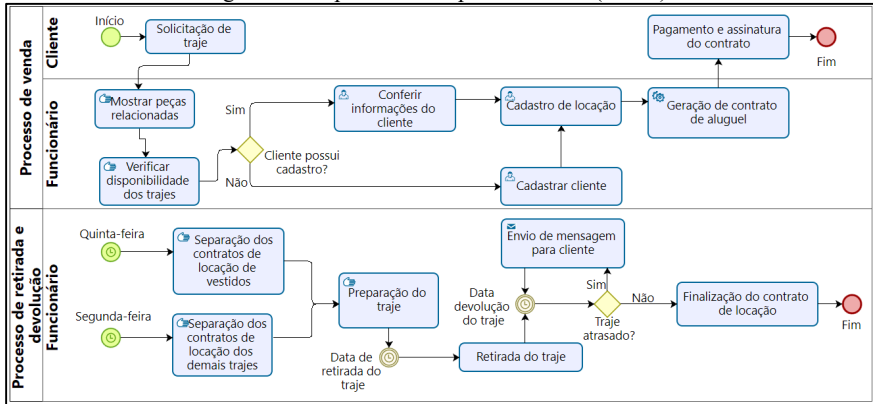 Processo de venda
Cliente
Início
Solicitação de
traje
Pagamento e assinatura
do contrato
Fim
Funcionário
Mostrar peças
relacionadas
Verificar
disponibilidade
dos trajes
Sim
Cliente possui
cadastro?
Não
Conferir
informações do
cliente
Cadastro de locação
Cadastrar cliente
Geração de contrato
de aluguel
Processo de retirada e
devolução
Funcionário
Quinta-feira
Separação dos
contratos de
locação de
vestidos
Segunda-feira
Separação dos
contratos de
locação dos
demais trajes
Preparação do
traje
Data de
retirada do
traje
Retirada do traje
Data
devolução
do traje
Envio de mensagem
para cliente
Sim
Traje
atrasado?
Não
Finalização do contrato
de locação
Fim